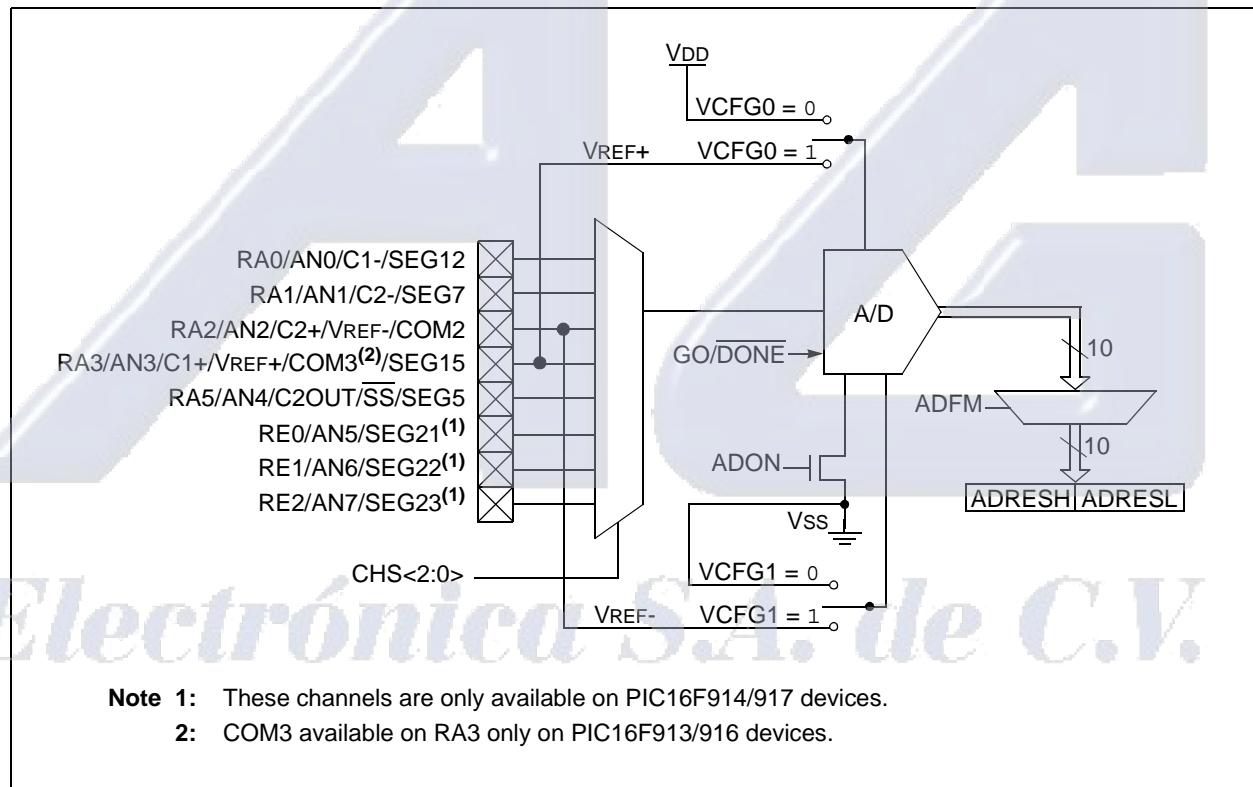 VDD
VCFG0 = 0
VREF+ VCFG0 = 1
RA0/AN0/C1-/SEG12
RA1/AN1/C2-/SEG7
RA2/AN2/C2+/VREF-/COM2
RA3/AN3/C1+/VREF+/COM3(2)/SEG15
RA5/AN4/C2OUT/SS/SEG5
RE0/AN5/SEG21(1)
RE1/AN6/SEG22(1)
RE2/AN7/SEG23(1)
CHS<2:0>
A/D
GO/DONE
10
ADFM
10
ADON
ADRESH ADRESL
VSS
VCFG1 = 0
VREF- VCFG1 = 1
Electrónica S.A. de C.V.
Note 1: These channels are only available on PIC16F914/917 devices.
2: COM3 available on RA3 only on PIC16F913/916 devices.